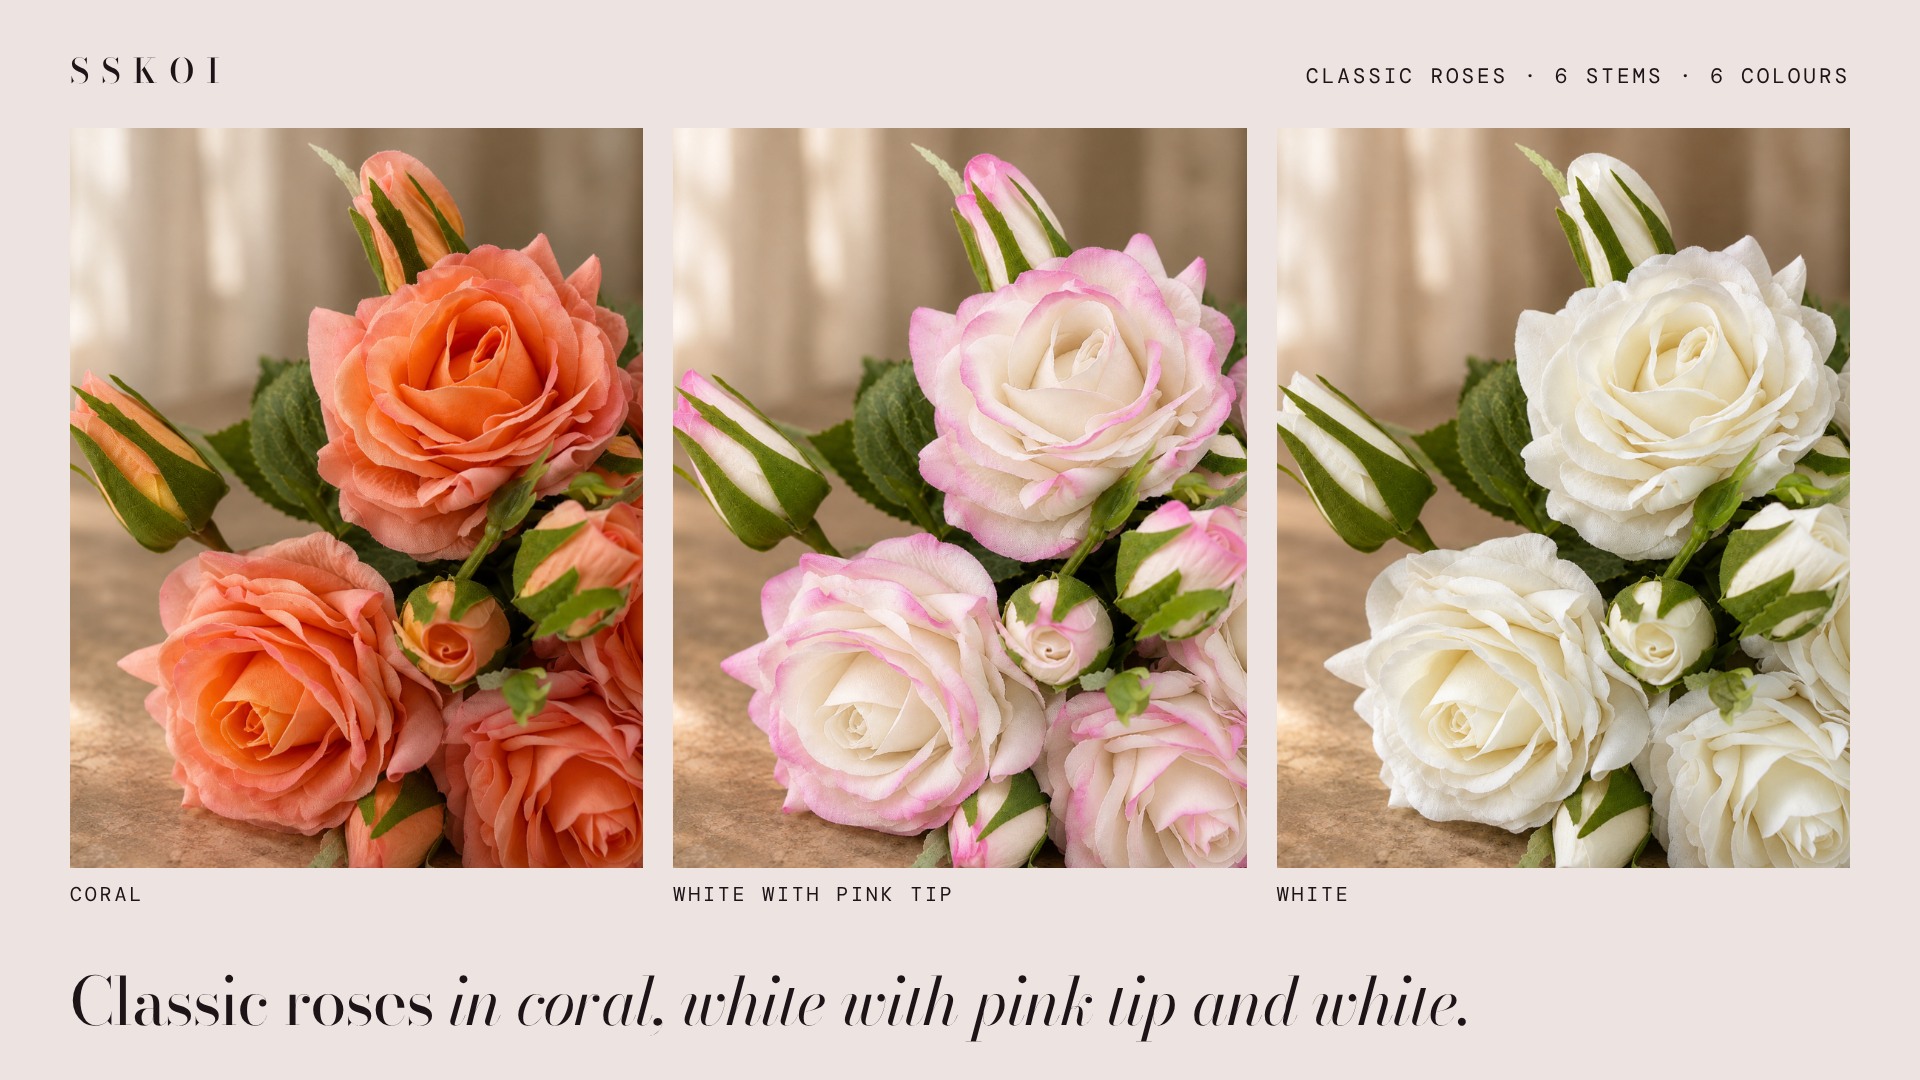 SSKOI
CLASSIC ROSES · 6 STEMS · 6 COLOURS
CORAL
WHITE WITH PINK TIP
WHITE
Classic roses in coral, white with pink tip and white.